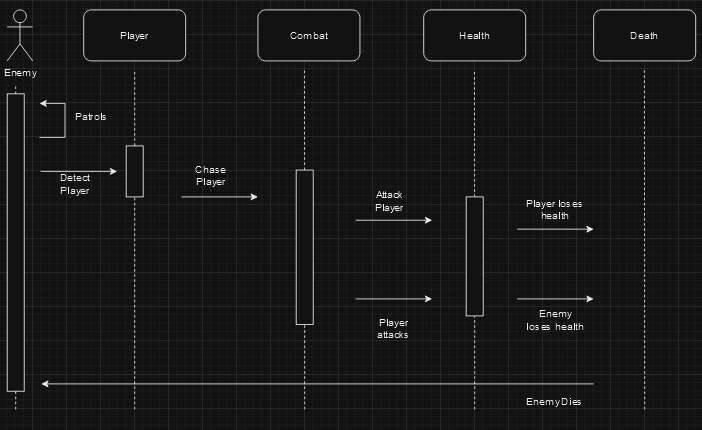 Player
Combat
Health
Death
Enemy
Patrols
Detect
Player
Chase
Player
Attack
Player
Player loses
health
Player
attacks
Enemy
loses health
Enemy Dies